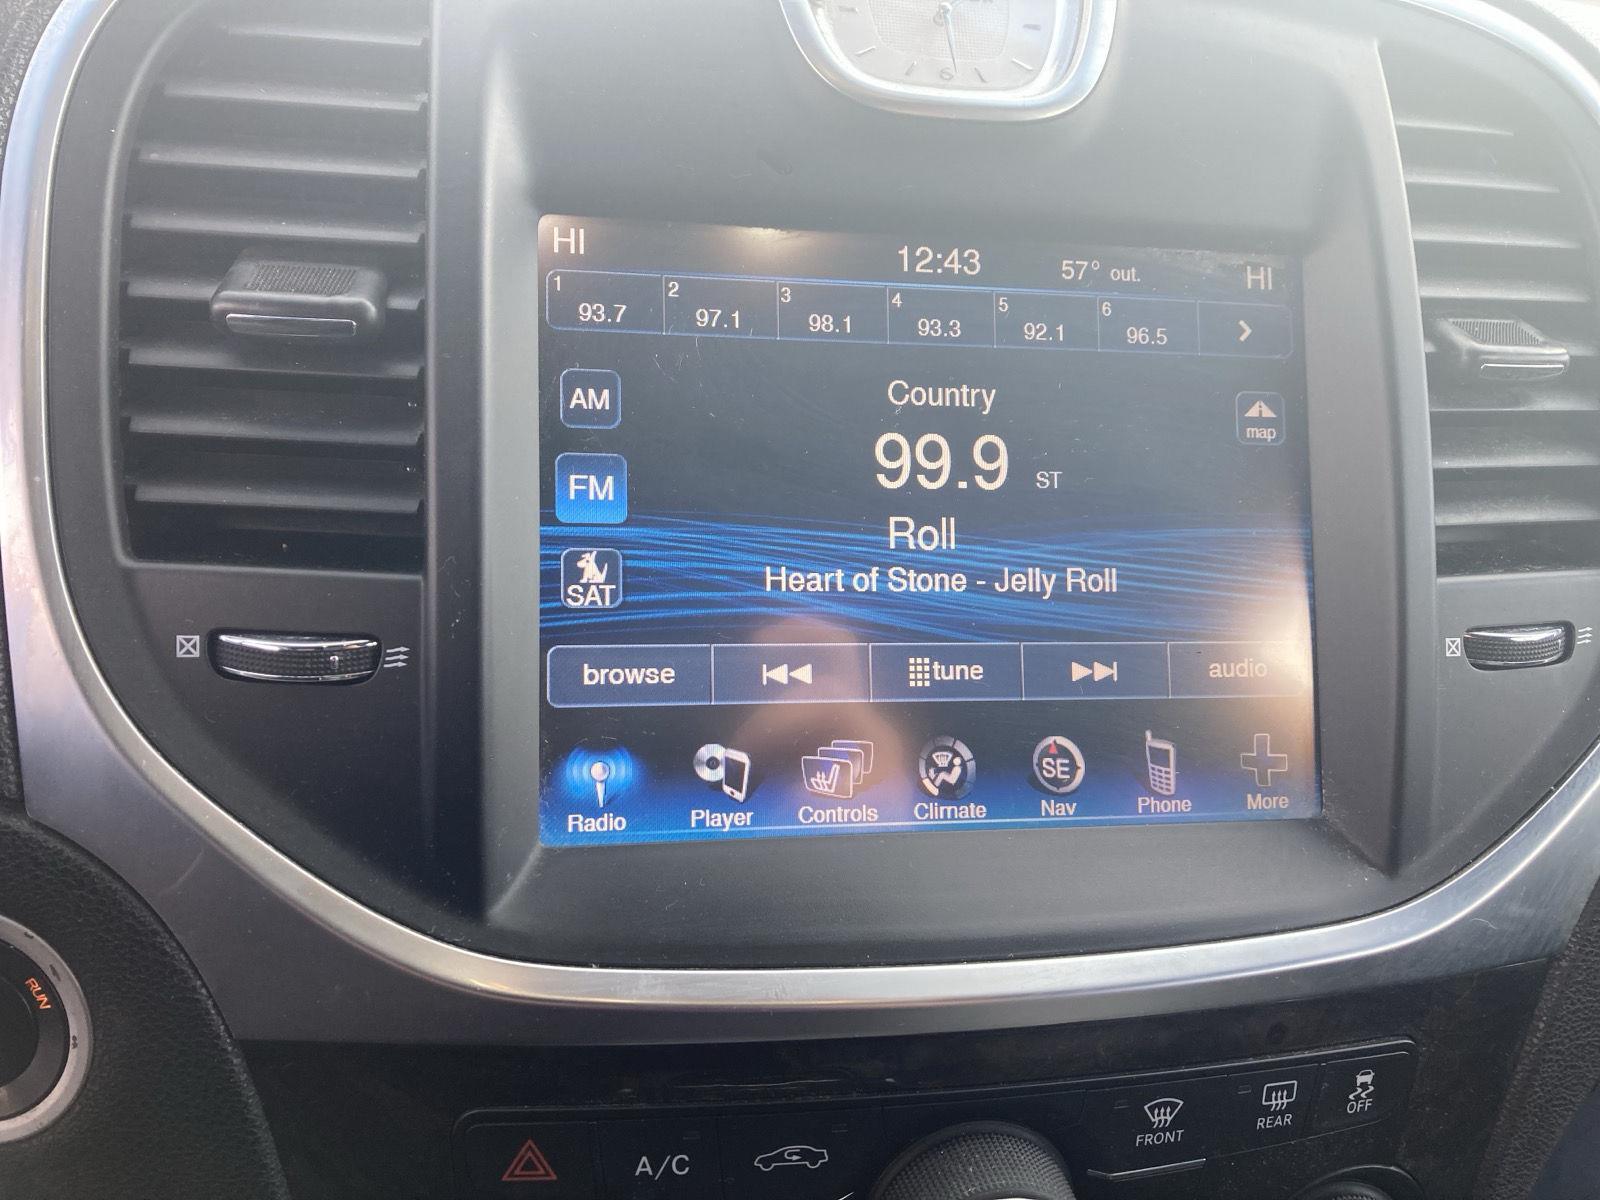 6
HI 12:43 57° out. HI
1 93.7 2 97.1 3 98.1 4 93.3 5 92.1 6 96.5
AM
Country
map
99.9 ST
FM
Roll
SAT
Heart of Stone - Jelly Roll
browse tune audio
SE
Radio Player Controls Climate Nav Phone More
RUN
A/C
FRONT
REAR
OFF